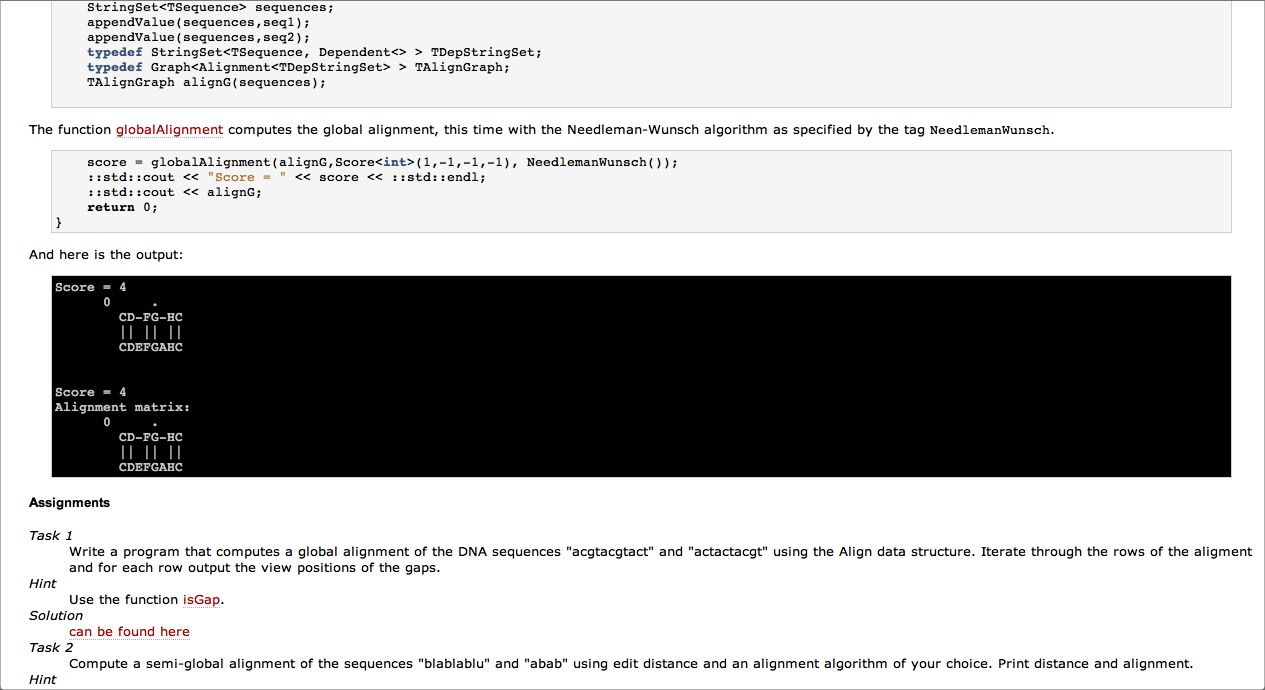 StringSet<TSequence> sequences;
appendValue(sequences,seq1);
appendValue(sequences,seq2);
typedef StringSet<TSequence, Dependent<> > TDepStringSet;
typedef Graph<Alignment<TDepStringSet> > TAlignGraph;
TAlignGraph alignG(sequences);
The function globalAlignment computes the global alignment, this time with the Needleman-Wunsch algorithm as specified by the tag NeedlemanWunsch.
score = globalAlignment(alignG,Score<int>(1,-1,-1,-1), NeedlemanWunsch());
::std::cout << "Score = " << score << ::std::endl;
::std::cout << alignG;
return 0;
}
And here is the output:
Score = 4
0     .
CD-FG-HC
|| || ||
CDEFGAHC
Score = 4
Alignment matrix:
0     .
CD-FG-HC
|| || ||
CDEFGAHC
Assignments
Task 1
Write a program that computes a global alignment of the DNA sequences "acgtacgtact" and "actactacgt" using the Align data structure. Iterate through the rows of the aligment
and for each row output the view positions of the gaps.
Hint
Use the function isGap.
Solution
can be found here
Task 2
Compute a semi-global alignment of the sequences "blablablu" and "abab" using edit distance and an alignment algorithm of your choice. Print distance and alignment.
Hint